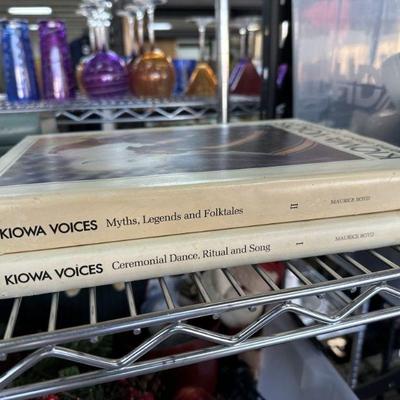 KIOWA VOICES Myths, Legends and Folktales II MAURICE BOYD
KIOWA VOICES Ceremonial Dance, Ritual and Song I MAURICE BOYD